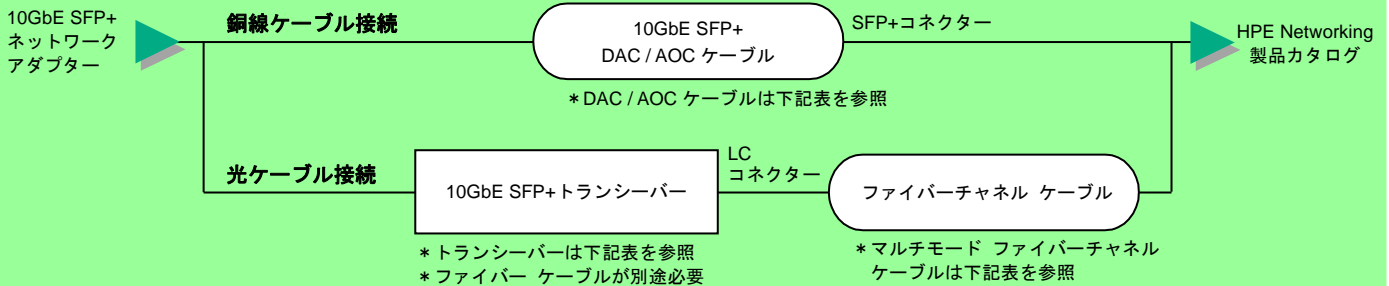 10GbE SFP+
ネットワーク
アダプター
銅線ケーブル接続
10GbE SFP+
DAC / AOC ケーブル
SFP+コネクター
HPE Networking
製品カタログ
＊DAC / AOC ケーブルは下記表を参照
光ケーブル接続
10GbE SFP+トランシーバー
LC
コネクター
ファイバーチャネル ケーブル
＊トランシーバーは下記表を参照
＊ファイバー ケーブルが別途必要
＊マルチモード ファイバーチャネル
ケーブルは下記表を参照